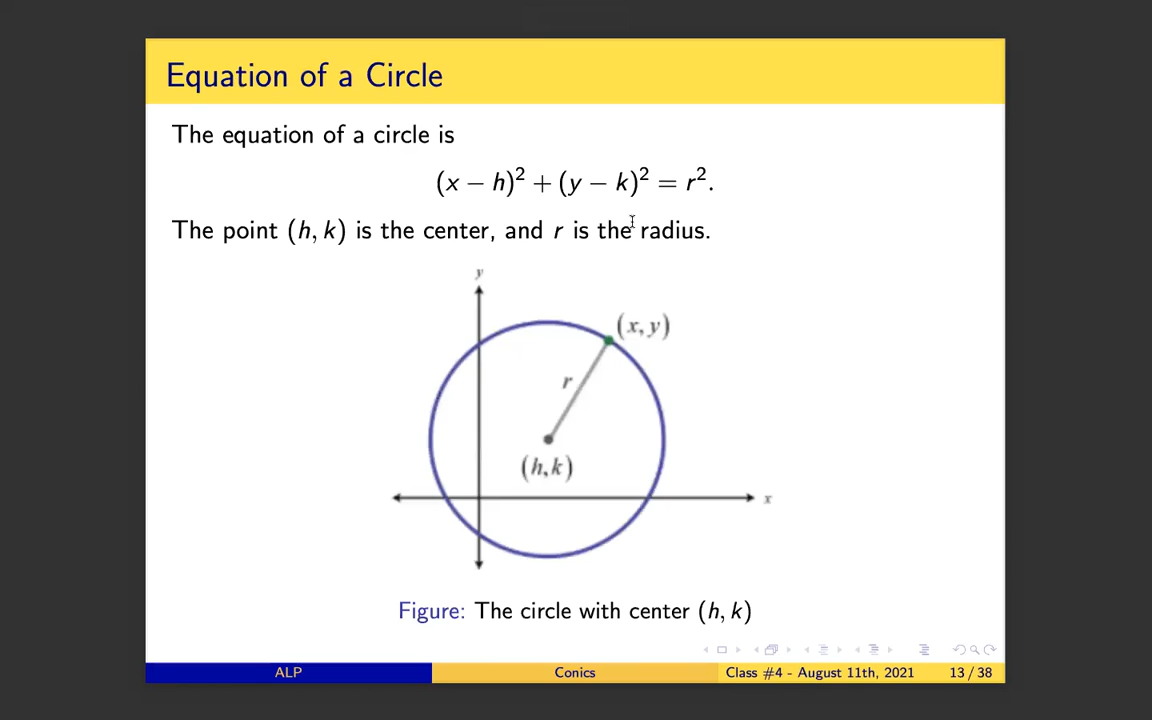 Equation of a Circle
The equation of a circle is
(x − h)² + (y − k)² = r².
The point (h, k) is the center, and r is the radius.
y
(x, y)
r
(h, k)
x
Figure: The circle with center (h, k)
ALP Conics Class #4 - August 11th, 2021 13 / 38